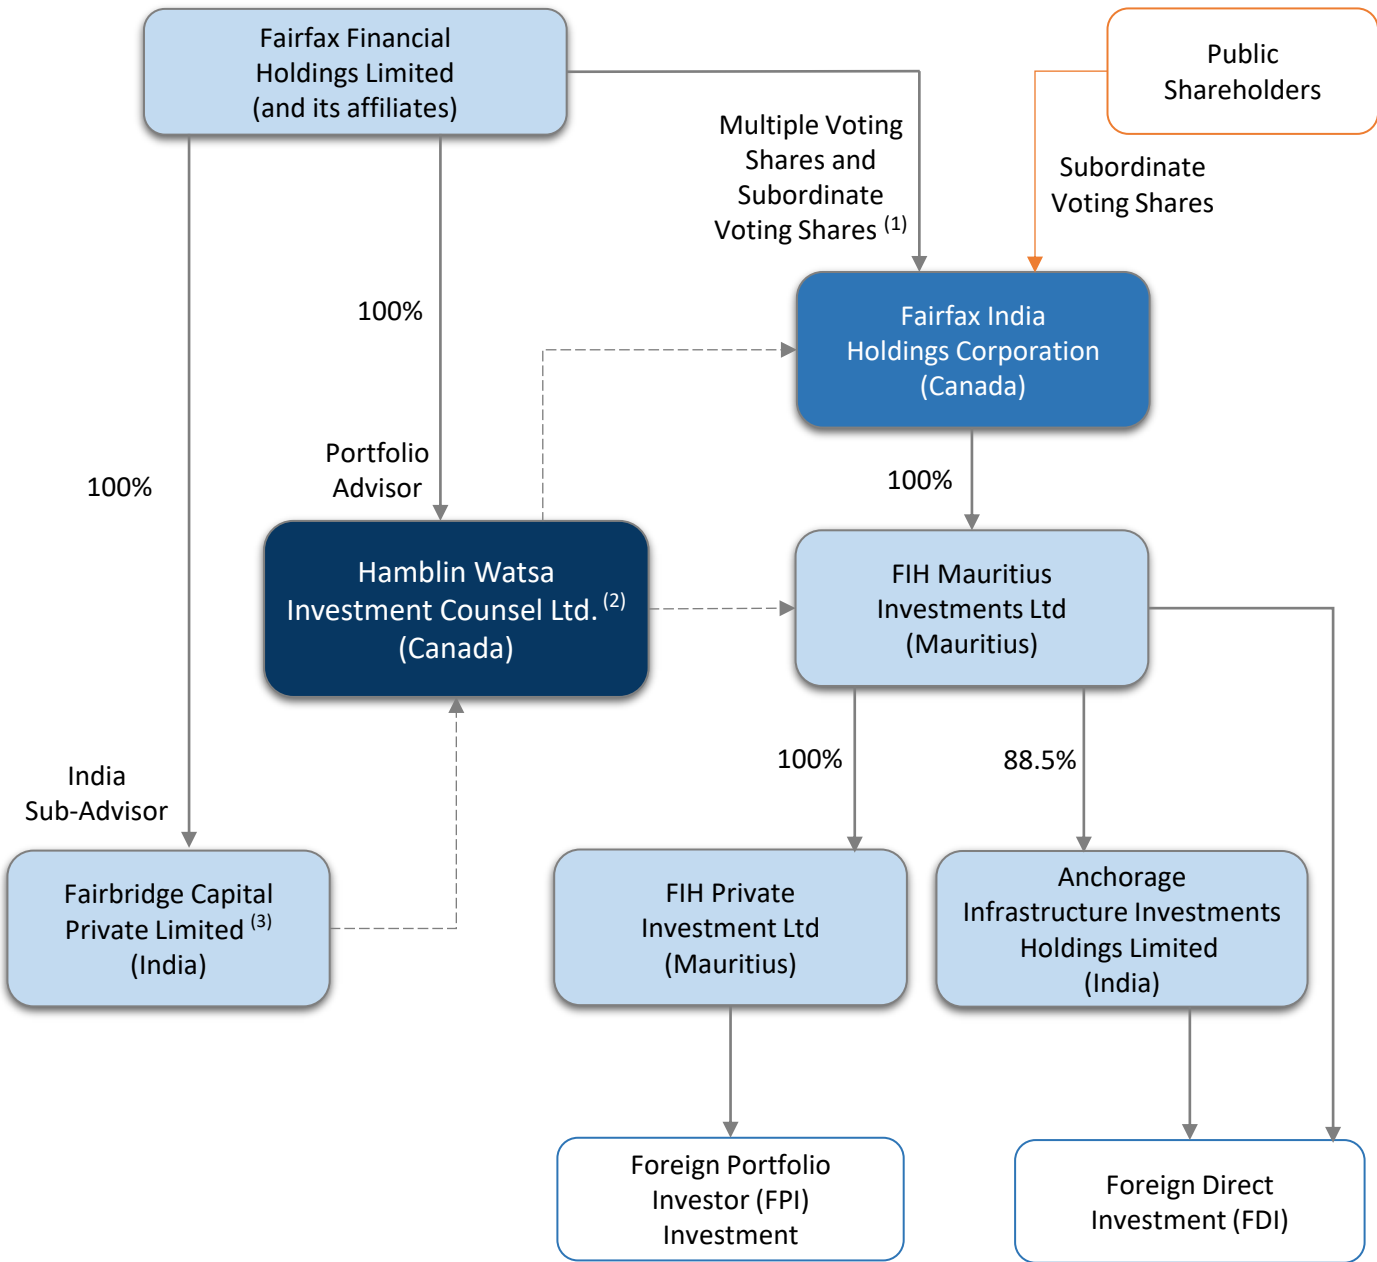 Fairfax Financial
Holdings Limited
(and its affiliates)
Public
Shareholders
Multiple Voting
Shares and
Subordinate
Voting Shares (1)
Subordinate
Voting Shares
100%
100%
Fairfax India
Holdings Corporation
(Canada)
Portfolio
Advisor
100%
100%
Hamblin Watsa
Investment Counsel Ltd. (2)
(Canada)
FIH Mauritius
Investments Ltd
(Mauritius)
100%
88.5%
India
Sub-Advisor
Fairbridge Capital
Private Limited (3)
(India)
FIH Private
Investment Ltd
(Mauritius)
Anchorage
Infrastructure Investments
Holdings Limited
(India)
Foreign Portfolio
Investor (FPI)
Investment
Foreign Direct
Investment (FDI)